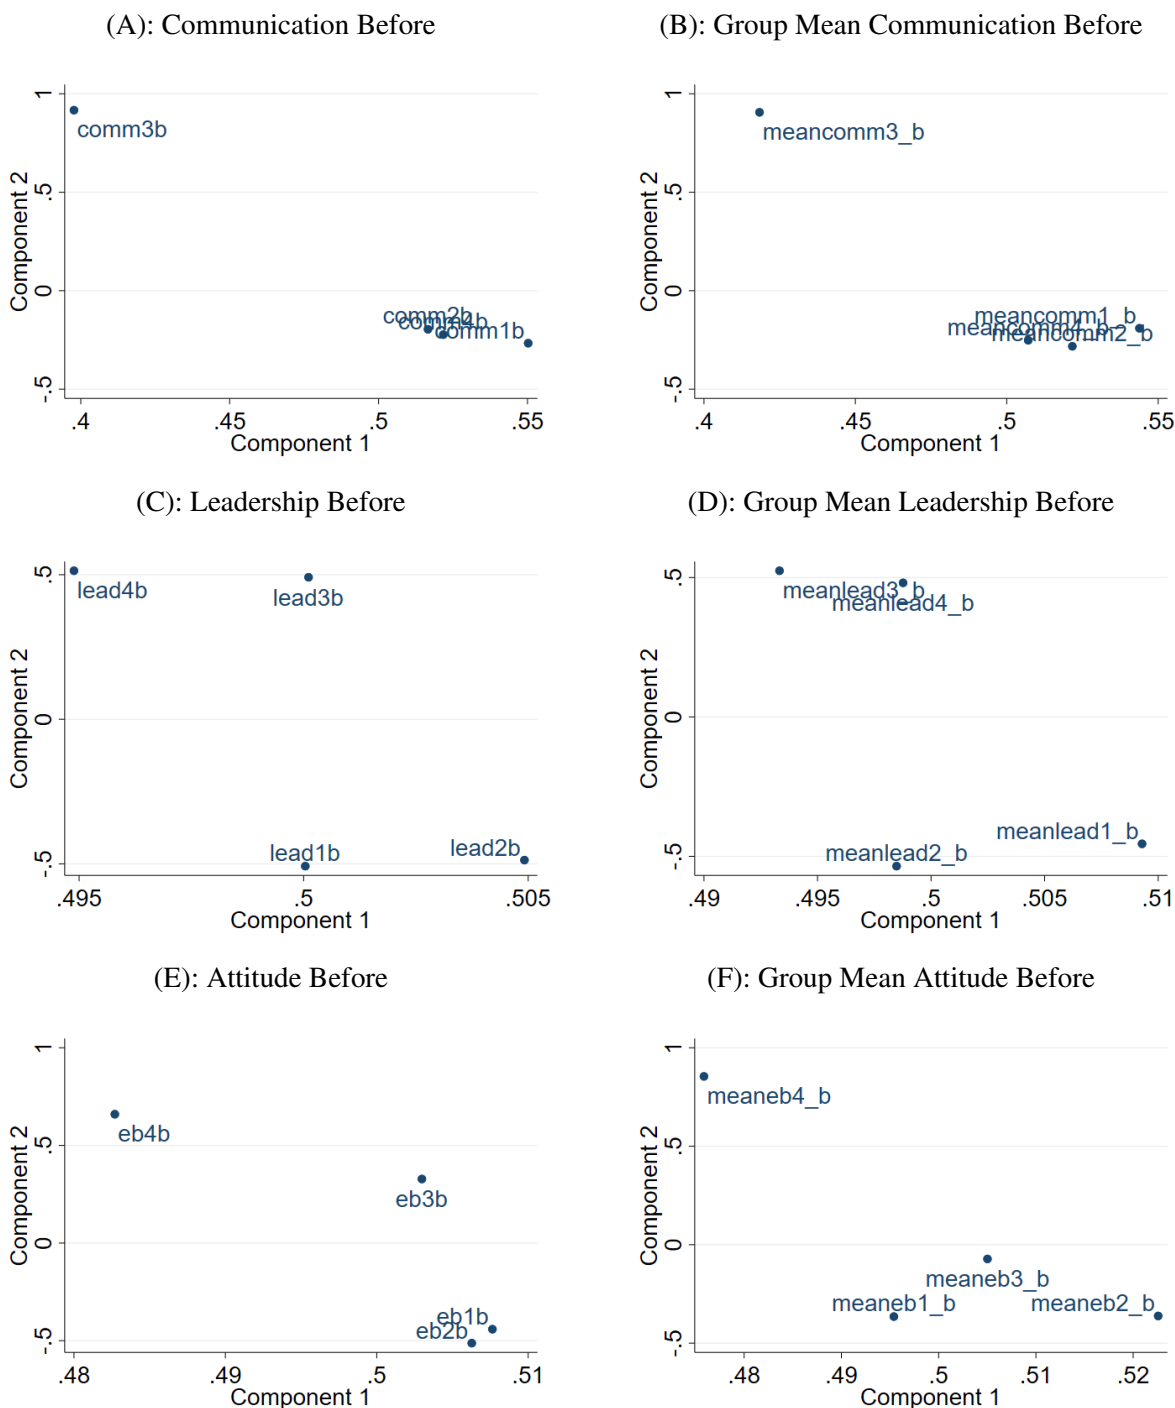 (A): Communication Before
(B): Group Mean Communication Before
1
.5
0
-.5
Component 2
comm3b
comm2b
comm4b
comm1b
.4 .45 .5 .55
Component 1
1
.5
0
-.5
Component 2
meancomm3_b
meancomm1_b
meancomm4_b
meancomm2_b
.4 .45 .5 .55
Component 1
(C): Leadership Before
(D): Group Mean Leadership Before
.5
0
-.5
Component 2
lead4b
lead3b
lead1b
lead2b
.495 .5 .505
Component 1
.5
0
-.5
Component 2
meanlead3_b
meanlead4_b
meanlead1_b
meanlead2_b
.49 .495 .5 .505 .51
Component 1
(E): Attitude Before
(F): Group Mean Attitude Before
1
.5
0
-.5
Component 2
eb4b
eb3b
eb1b
eb2b
.48 .49 .5 .51
Component 1
1
.5
0
-.5
Component 2
meaneb4_b
meaneb3_b
meaneb1_b
meaneb2_b
.48 .49 .5 .51 .52
Component 1